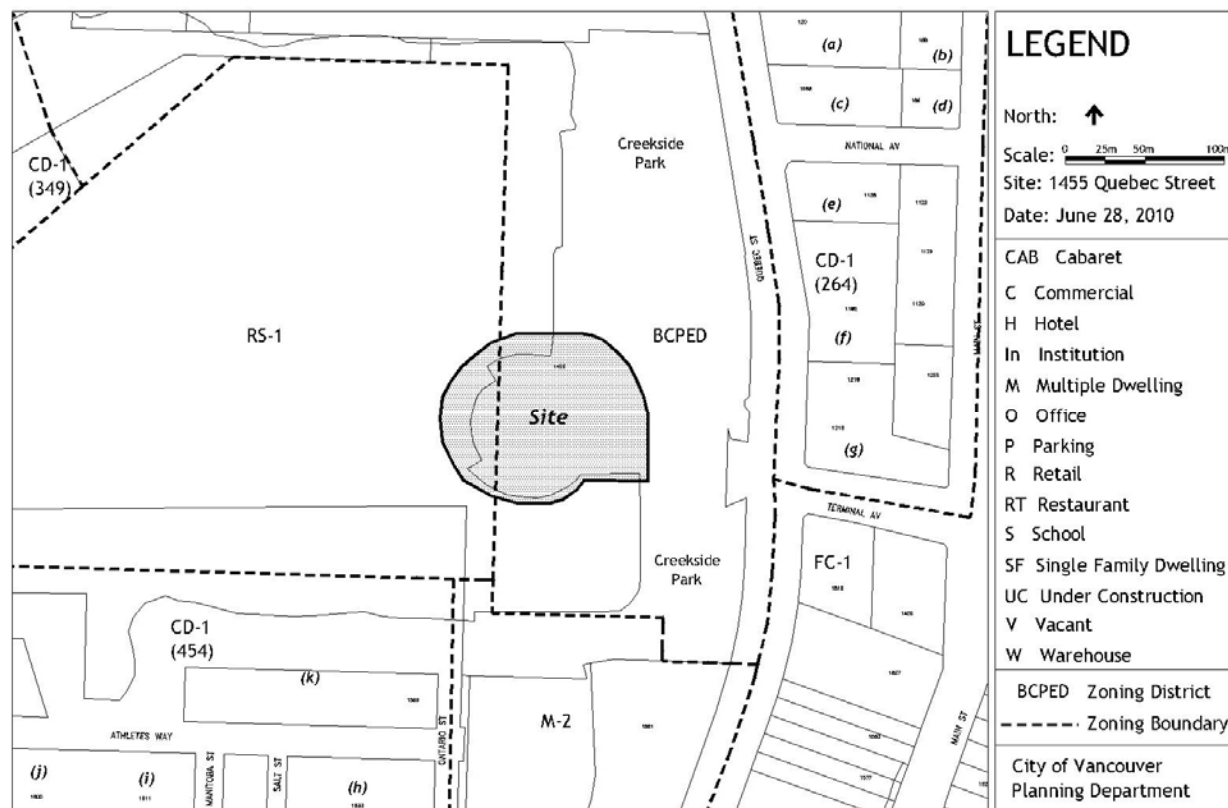 120
(a)
(b)
(c)
(d)
NATIONAL AV
Creekside
Park
CD-1
(349)
(e)
QUEBEC ST
CD-1
(264)
RS-1
BCPED
MAIN ST
(f)
Site
(g)
TERMINAL AV
Creekside
Park
FC-1
CD-1
(454)
(k)
M-2
ATHLETES WAY
ONTARIO ST
MAIN ST
(j)
(i)
MANITOBA ST
SALT ST
(h)
LEGEND
North:
Scale: 0 25m 50m 100m
Site: 1455 Quebec Street
Date: June 28, 2010
CAB Cabaret
C Commercial
H Hotel
In Institution
M Multiple Dwelling
O Office
P Parking
R Retail
RT Restaurant
S School
SF Single Family Dwelling
UC Under Construction
V Vacant
W Warehouse
BCPED Zoning District
Zoning Boundary
City of Vancouver
Planning Department